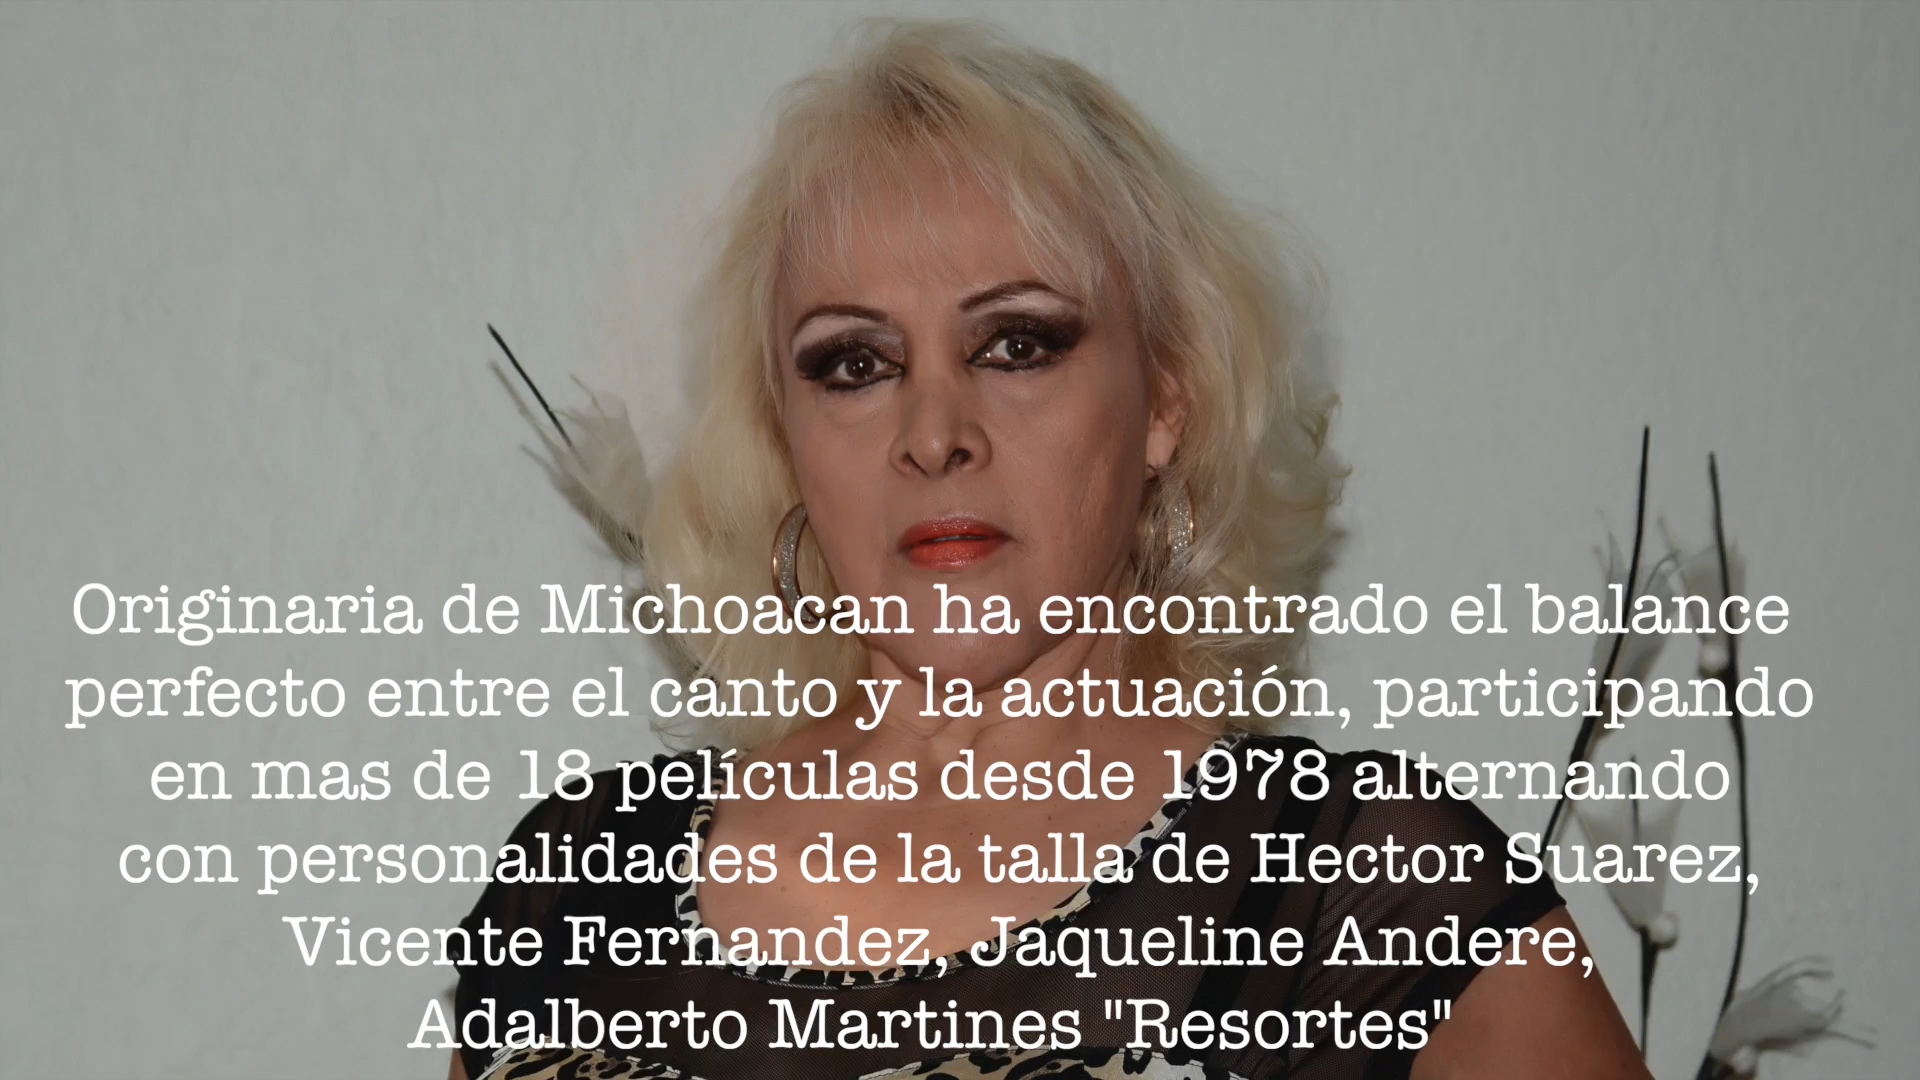 Originaria de Michoacan ha encontrado el balance
perfecto entre el canto y la actuación, participando
en mas de 18 películas desde 1978 alternando
con personalidades de la talla de Hector Suarez,
Vicente Fernandez, Jaqueline Andere,
Adalberto Martines "Resortes"